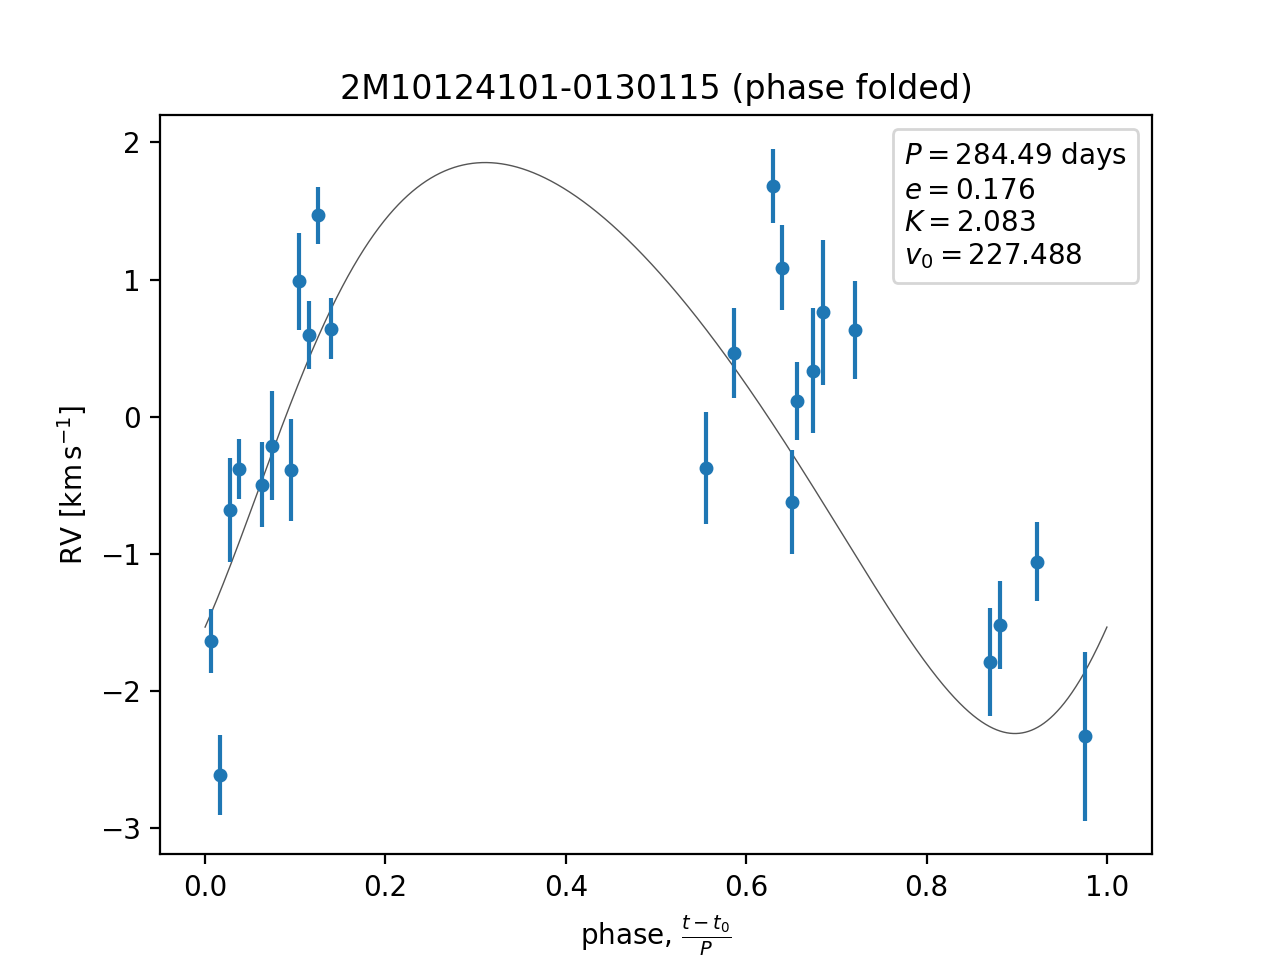 2M10124101-0130115 (phase folded)
P = 284.49 days
e = 0.176
K = 2.083
v₀ = 227.488
RV [km s⁻¹]
2
1
0
−1
−2
−3
0.0 0.2 0.4 0.6 0.8 1.0
phase, (t − t₀)/P